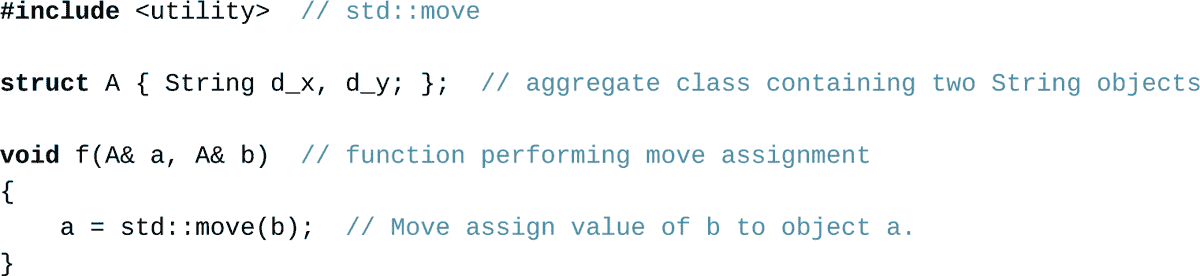 #include <utility>  // std::move
struct A { String d_x, d_y; };  // aggregate class containing two String objects
void f(A& a, A& b)  // function performing move assignment
{
    a = std::move(b);  // Move assign value of b to object a.
}